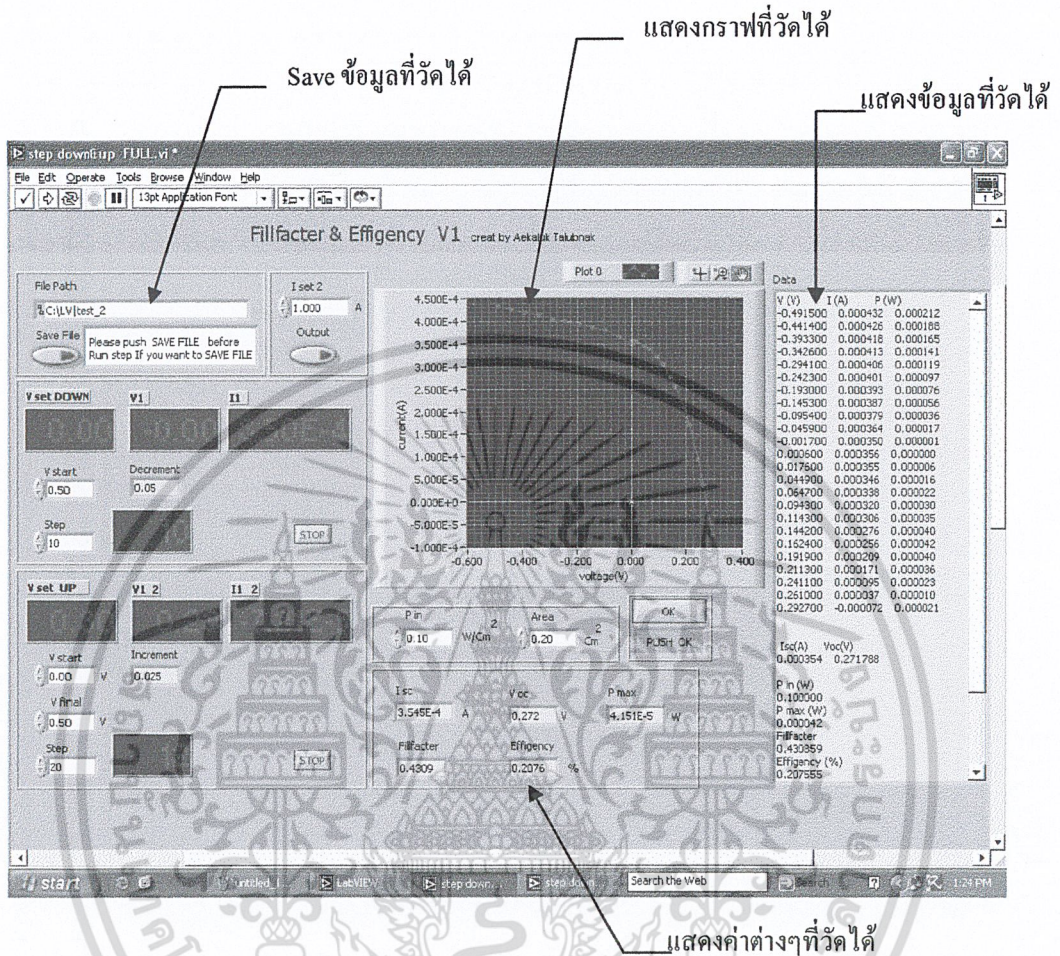 แสดงกราฟที่วัดได้
Save ข้อมูลที่วัดได้
แสดงข้อมูลที่วัดได้
step down&up FULL.vi *
File Edit Operate Tools Browse Window Help
13pt Application Font
Fillfacter & Effigency V1 creat by Aekaluk Talubnak
File Path
C:\LV\test_2
Save File
Please push SAVE FILE before
Run step If you want to SAVE FILE
I set 2
1.000 A
Output
Plot 0
V set DOWN V1 I1
V start
0.50
Decrement
0.05
Step
10
STOP
V set UP V1 2 I1 2
V start
0.00 V
Increment
0.025
V final
0.50 V
Step
20
STOP
current(A)
4.500E-4
4.000E-4
3.500E-4
3.000E-4
2.500E-4
2.000E-4
1.500E-4
1.000E-4
5.000E-5
0.000E+0
-5.000E-5
-1.000E-4
-0.600 -0.400 -0.200 0.000 0.200 0.400
voltage(V)
P in
0.10 W/Cm 2
Area
0.20 Cm 2
OK
PUSH OK
I sc
3.545E-4 A
V oc
0.272 V
P max
4.151E-5 W
Fillfacter
0.4309
Effigency
0.2076 %
Data
V (V) I (A) P (W)
-0.491500 0.000432 0.000212
-0.441400 0.000426 0.000188
-0.393300 0.000418 0.000165
-0.342600 0.000413 0.000141
-0.294100 0.000406 0.000119
-0.242300 0.000401 0.000097
-0.193000 0.000393 0.000076
-0.145300 0.000387 0.000056
-0.095400 0.000379 0.000036
-0.045900 0.000364 0.000017
-0.001700 0.000350 0.000001
0.000600 0.000356 0.000000
0.017600 0.000355 0.000006
0.044900 0.000346 0.000016
0.064700 0.000338 0.000022
0.094300 0.000320 0.000030
0.114300 0.000306 0.000035
0.144200 0.000276 0.000040
0.162400 0.000256 0.000042
0.191900 0.000209 0.000040
0.211300 0.000171 0.000036
0.241100 0.000095 0.000023
0.261000 0.000037 0.000010
0.292700 -0.000072 0.000021
Isc(A) Voc(V)
0.000354 0.271788
P in (W)
0.100000
P max (W)
0.000042
Fillfacter
0.430859
Effigency (%)
0.207555
start
LabVIEW
step down...
step down...
Search the Web
Search
1:24 PM
แสดงค่าต่างๆที่วัดได้